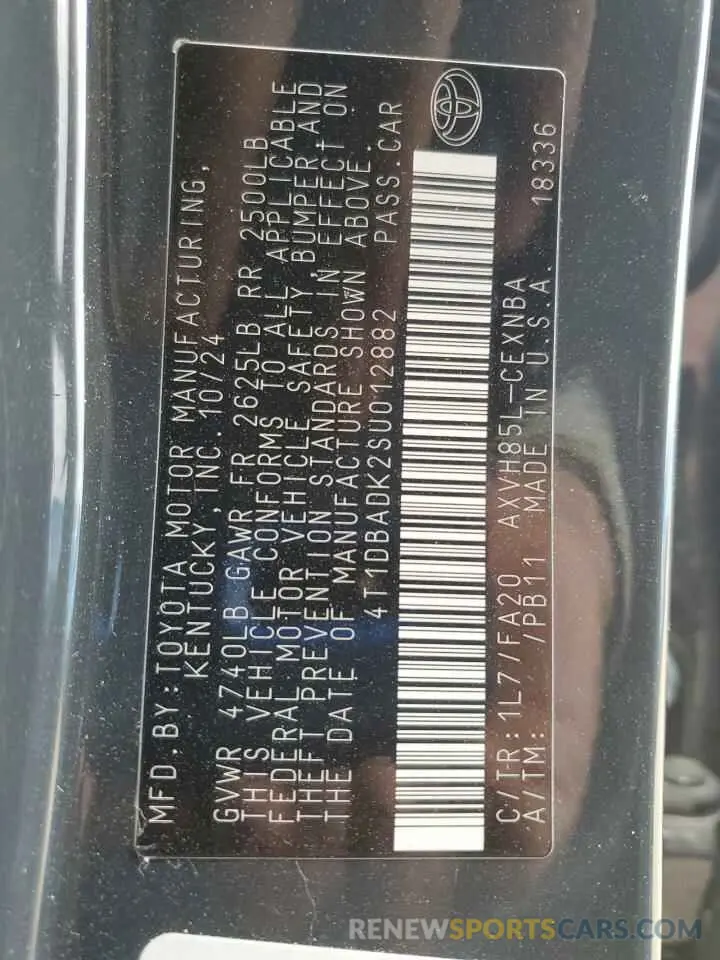 MFD.BY:TOYOTA MOTOR MANUFACTURING,
KENTUCKY,INC. 10/24
GVWR 4740LB GAWR FR 2625LB RR 2500LB
THIS VEHICLE CONFORMS TO ALL APPLICABLE
FEDERAL MOTOR VEHICLE SAFETY,BUMPER,AND
THEFT PREVENTION STANDARDS IN EFFECT ON
THE DATE OF MANUFACTURE SHOWN ABOVE.
4T1DBADK2SU012882 PASS.CAR
C/TR:1L7/FA20 AXVH85L-CEXNBA
A/TM: /PB11 MADE IN U.S.A. 18336
RENEWSPORTSCARS.COM